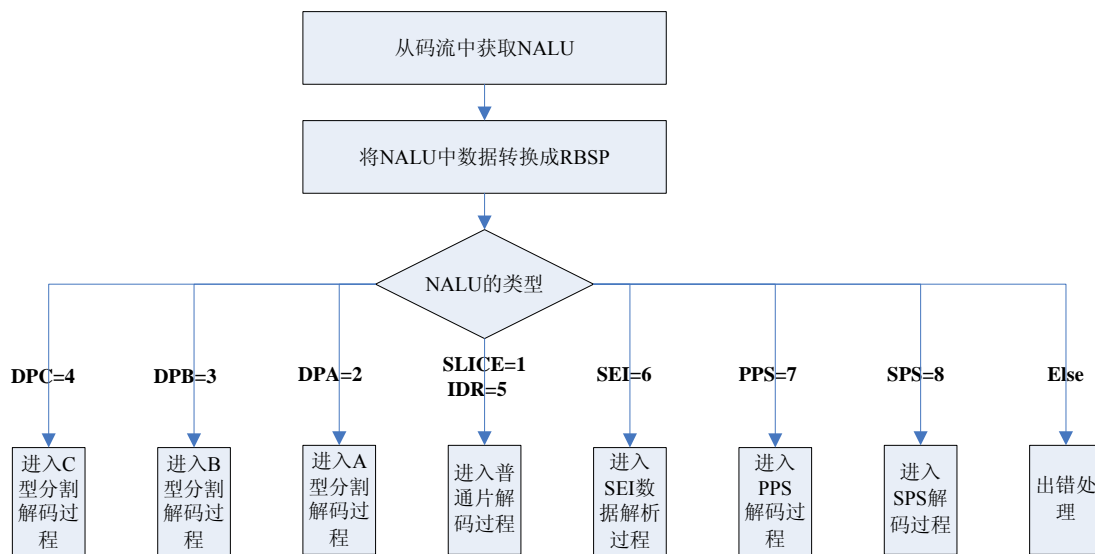 从码流中获取NALU
将NALU中数据转换成RBSP
NALU的类型
DPC=4
DPB=3
DPA=2
SLICE=1
IDR=5
SEI=6
PPS=7
SPS=8
Else
进入C
型分割
解码过
程
进入B
型分割
解码过
程
进入A
型分割
解码过
程
进入普
通片解
码过程
进入
SEI数
据解析
过程
进入
PPS
解码过
程
进入
SPS解
码过程
出错处
理